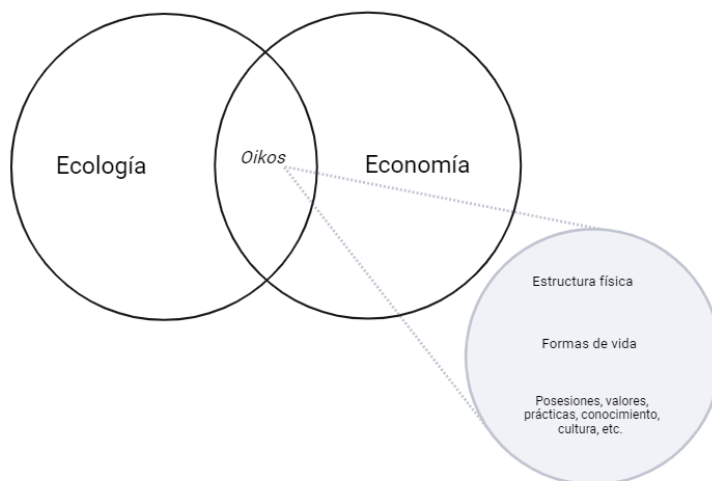 Ecología
Oikos
Economía
Estructura física
Formas de vida
Posesiones, valores,
prácticas, conocimiento,
cultura, etc.